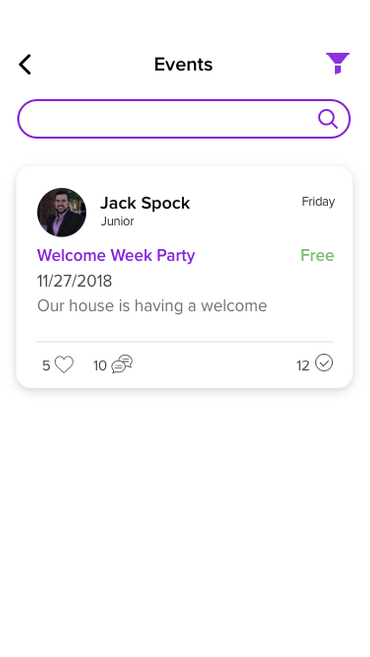 Events
Jack Spock
Friday
Junior
Welcome Week Party
Free
11/27/2018
Our house is having a welcome
5
10
12